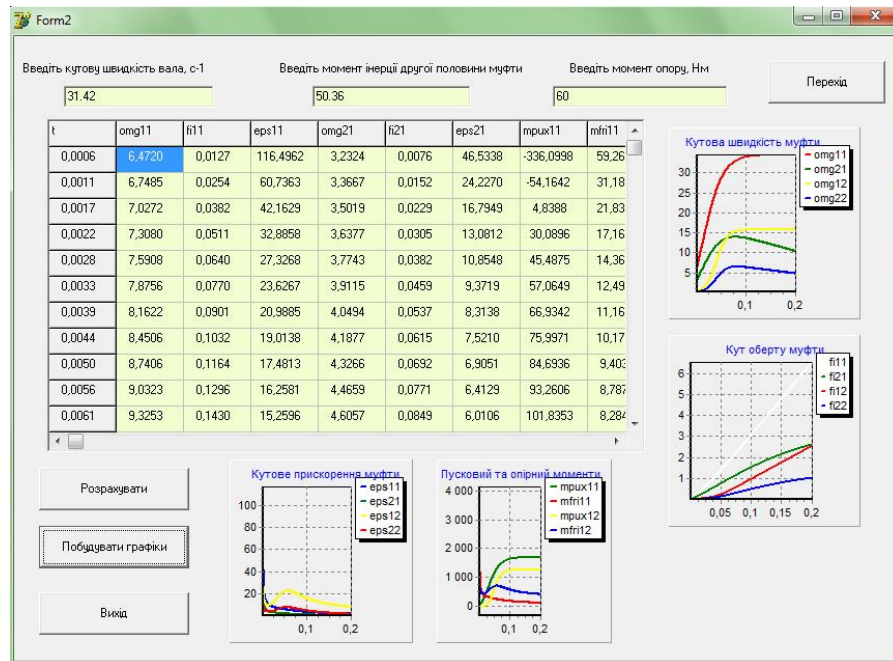 Form2
Введіть кутову швидкість вала, с-1 Введіть момент інерції другої половини муфти Введіть момент опору, Нм
31.42 50.36 60 Перехід
t omg11 fi11 eps11 omg21 fi21 eps21 mpux11 mfri11
0,0006 6,4720 0,0127 116,4962 3,2324 0,0076 46,5338 -336,0998 59,26
0,0011 6,7485 0,0254 60,7363 3,3667 0,0152 24,2270 -54,1642 31,18
0,0017 7,0272 0,0382 42,1629 3,5019 0,0229 16,7949 4,8388 21,83
0,0022 7,3080 0,0511 32,8858 3,6377 0,0305 13,0812 30,0896 17,16
0,0028 7,5908 0,0640 27,3268 3,7743 0,0382 10,8548 45,4875 14,36
0,0033 7,8756 0,0770 23,6267 3,9115 0,0459 9,3719 57,0649 12,49
0,0039 8,1622 0,0901 20,9885 4,0494 0,0537 8,3138 66,9342 11,16
0,0044 8,4506 0,1032 19,0138 4,1877 0,0615 7,5210 75,9971 10,17
0,0050 8,7406 0,1164 17,4813 4,3266 0,0692 6,9051 84,6936 9,403
0,0056 9,0323 0,1296 16,2581 4,4659 0,0771 6,4129 93,2606 8,787
0,0061 9,3253 0,1430 15,2596 4,6057 0,0849 6,0106 101,8353 8,284
Кутова швидкість муфти
omg11
omg21
omg12
omg22
30
25
20
15
10
5
0,1 0,2
Кут оберту муфти
fi11
fi21
fi12
fi22
6
5
4
3
2
1
0,05 0,1 0,15 0,2
Розрахувати
Побудувати графіки
Вихід
Кутове прискорення муфти
eps11
eps21
eps12
eps22
100
80
60
40
20
0,1 0,2
Пусковий та опірний моменти
mpux11
mfri11
mpux12
mfri12
4 000
3 000
2 000
1 000
0
0,1 0,2